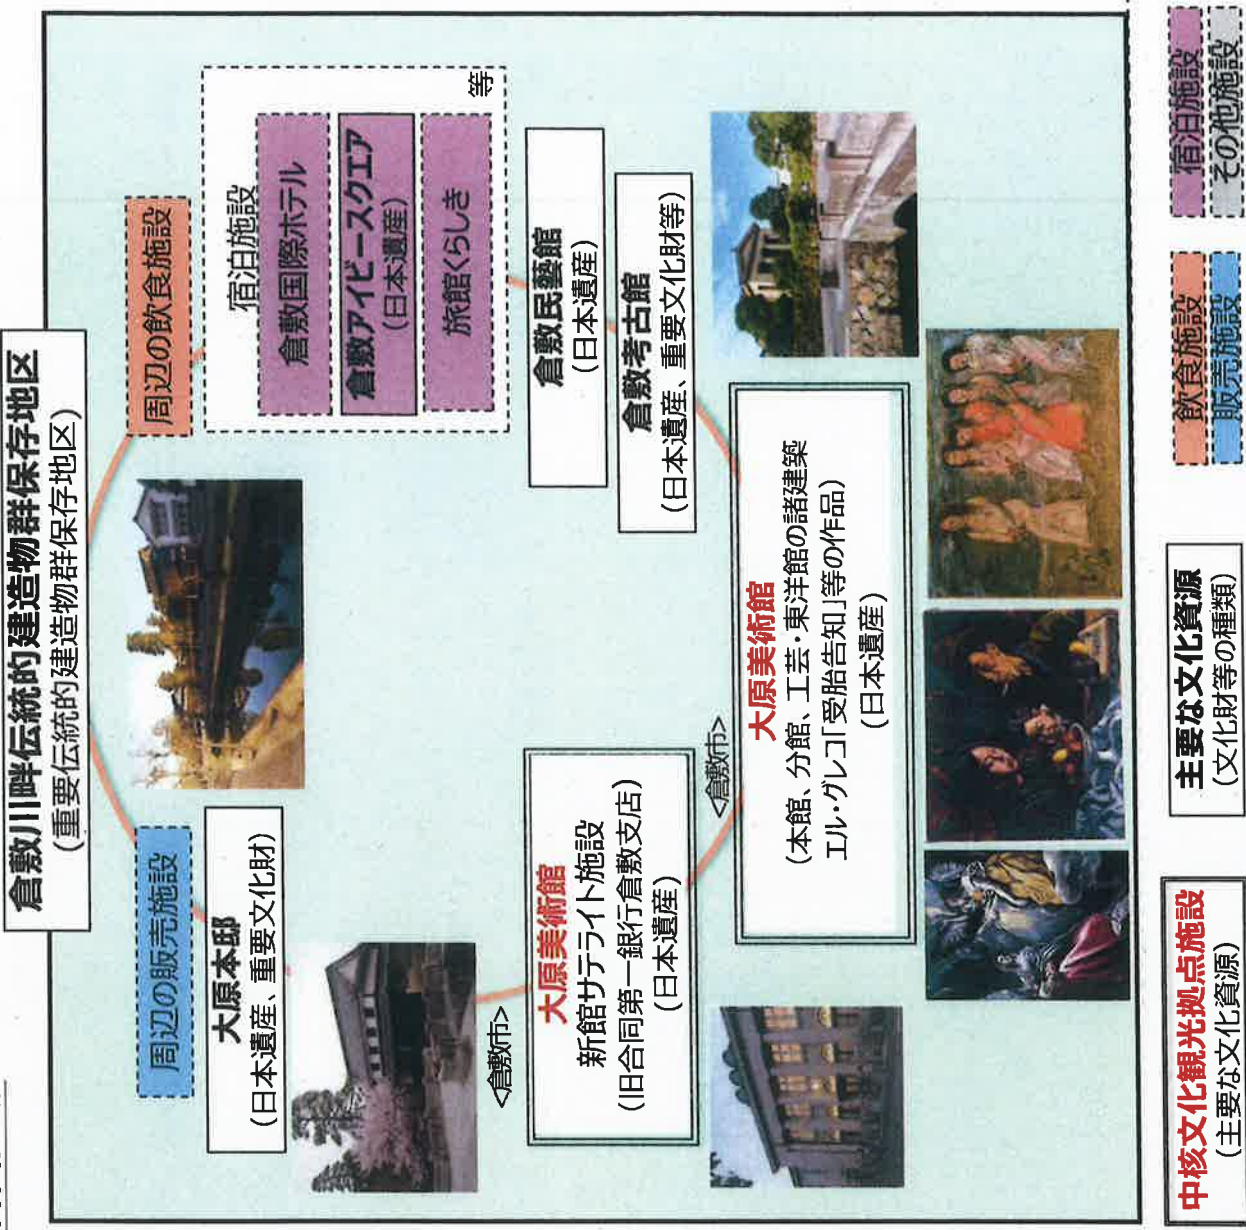 倉敷川畔伝統的建造物群保存地区
(重要伝統的建造物群保存地区)
周辺の販売施設
大原本邸
(日本遺産、重要文化財)
周辺の飲食施設
宿泊施設
倉敷国際ホテル
倉敷アイビースクエア
(日本遺産)
旅館くらしき
等
<倉敷市>
大原美術館
新館サテライト施設
(旧合同第一銀行倉敷支店)
(日本遺産)
倉敷民藝館
(日本遺産)
倉敷考古館
(日本遺産、重要文化財等)
<倉敷市>
大原美術館
(本館、分館、工芸・東洋館の諸建築
エル・グレコ「受胎告知」等の作品)
(日本遺産)
中核文化観光拠点施設
(主要な文化資源)
主要な文化資源
(文化財等の種類)
飲食施設
販売施設
宿泊施設
その他施設